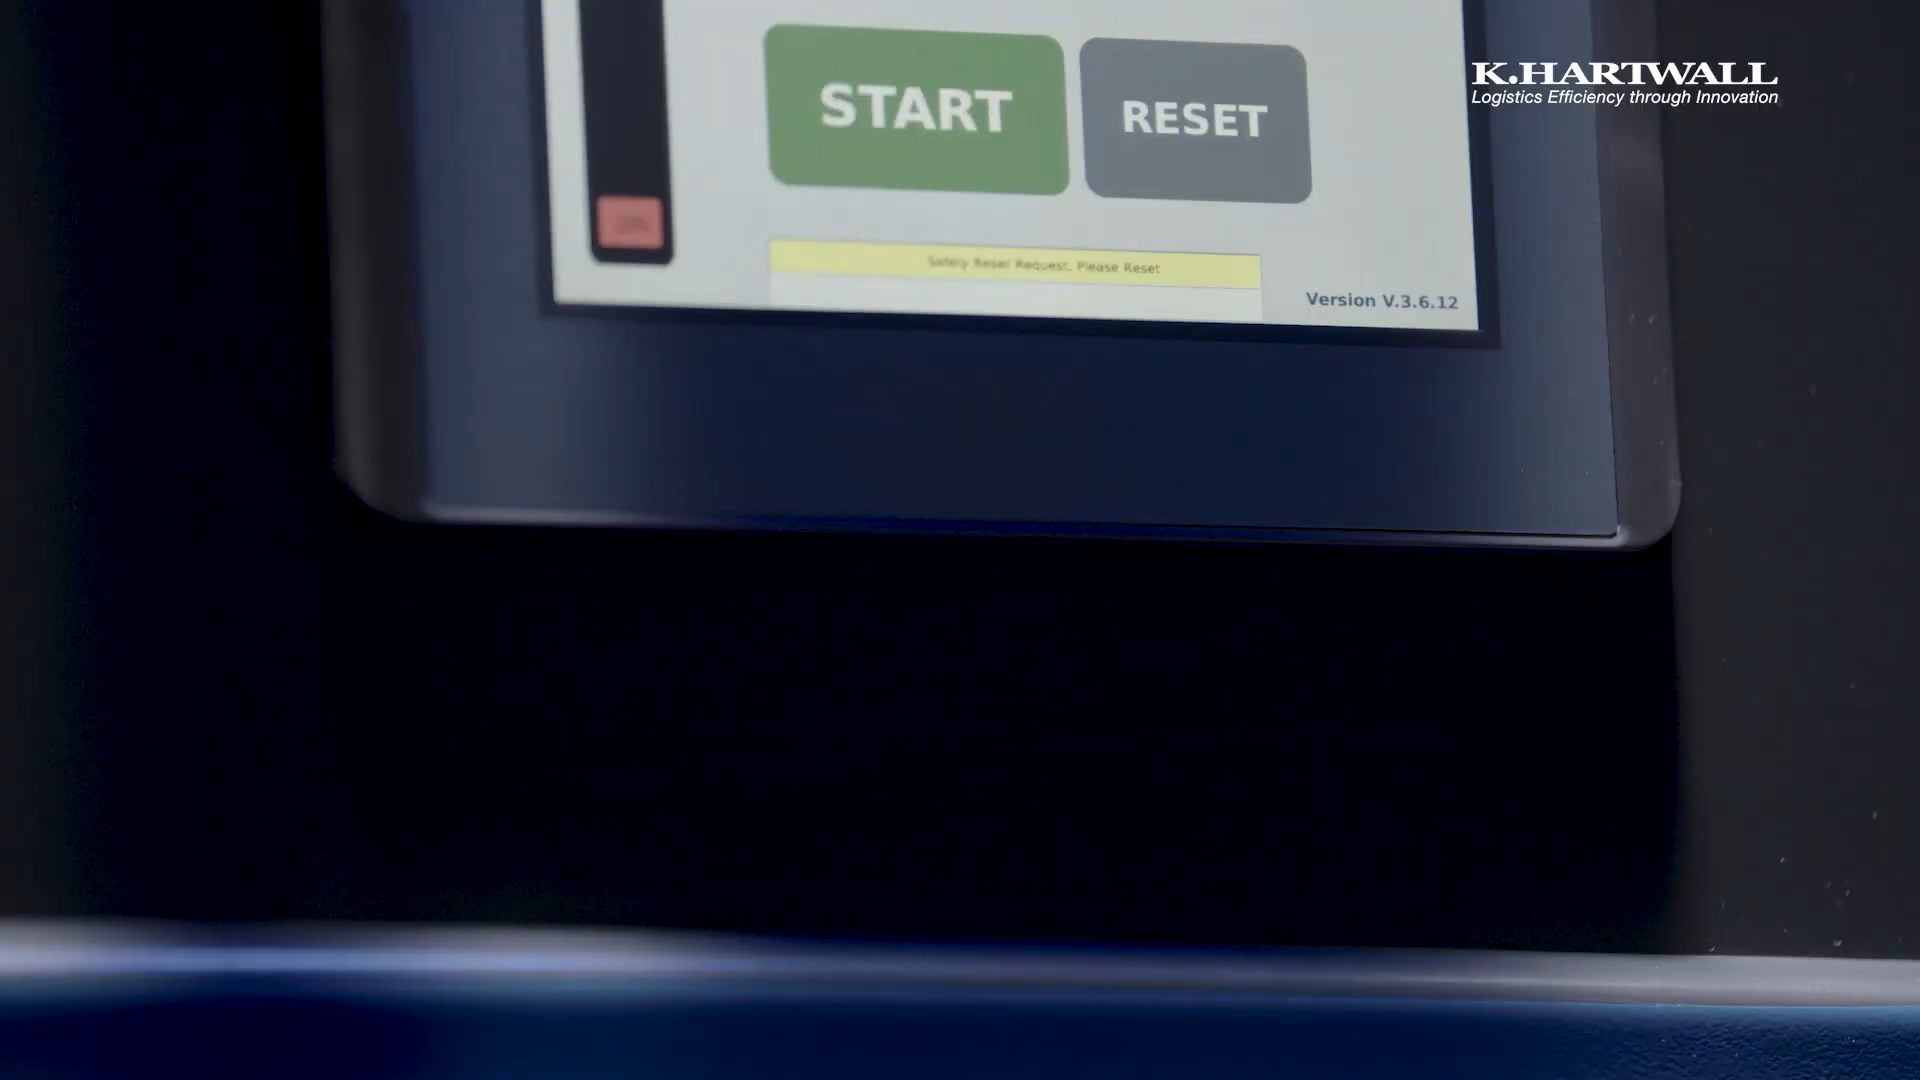 K.HARTWALL
Logistics Efficiency through Innovation
START
RESET
Safety Reset Request, Please Reset
Version V.3.6.12